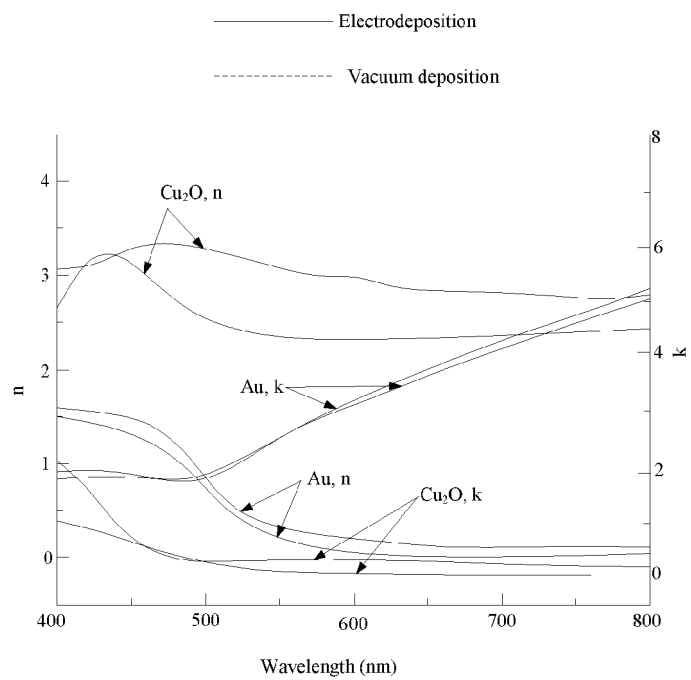 Electrodeposition
Vacuum deposition
8
4
Cu₂O, n
6
3
4
k
2
n
Au, k
1
2
Au, n
Cu₂O, k
0
0
400
500
600
700
800
Wavelength (nm)